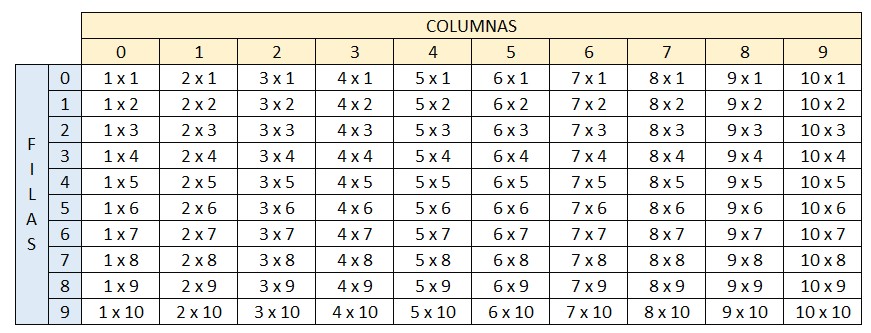 COLUMNAS
0 1 2 3 4 5 6 7 8 9
FILAS
0 1 x 1 2 x 1 3 x 1 4 x 1 5 x 1 6 x 1 7 x 1 8 x 1 9 x 1 10 x 1
1 1 x 2 2 x 2 3 x 2 4 x 2 5 x 2 6 x 2 7 x 2 8 x 2 9 x 2 10 x 2
2 1 x 3 2 x 3 3 x 3 4 x 3 5 x 3 6 x 3 7 x 3 8 x 3 9 x 3 10 x 3
3 1 x 4 2 x 4 3 x 4 4 x 4 5 x 4 6 x 4 7 x 4 8 x 4 9 x 4 10 x 4
4 1 x 5 2 x 5 3 x 5 4 x 5 5 x 5 6 x 5 7 x 5 8 x 5 9 x 5 10 x 5
5 1 x 6 2 x 6 3 x 6 4 x 6 5 x 6 6 x 6 7 x 6 8 x 6 9 x 6 10 x 6
6 1 x 7 2 x 7 3 x 7 4 x 7 5 x 7 6 x 7 7 x 7 8 x 7 9 x 7 10 x 7
7 1 x 8 2 x 8 3 x 8 4 x 8 5 x 8 6 x 8 7 x 8 8 x 8 9 x 8 10 x 8
8 1 x 9 2 x 9 3 x 9 4 x 9 5 x 9 6 x 9 7 x 9 8 x 9 9 x 9 10 x 9
9 1 x 10 2 x 10 3 x 10 4 x 10 5 x 10 6 x 10 7 x 10 8 x 10 9 x 10 10 x 10